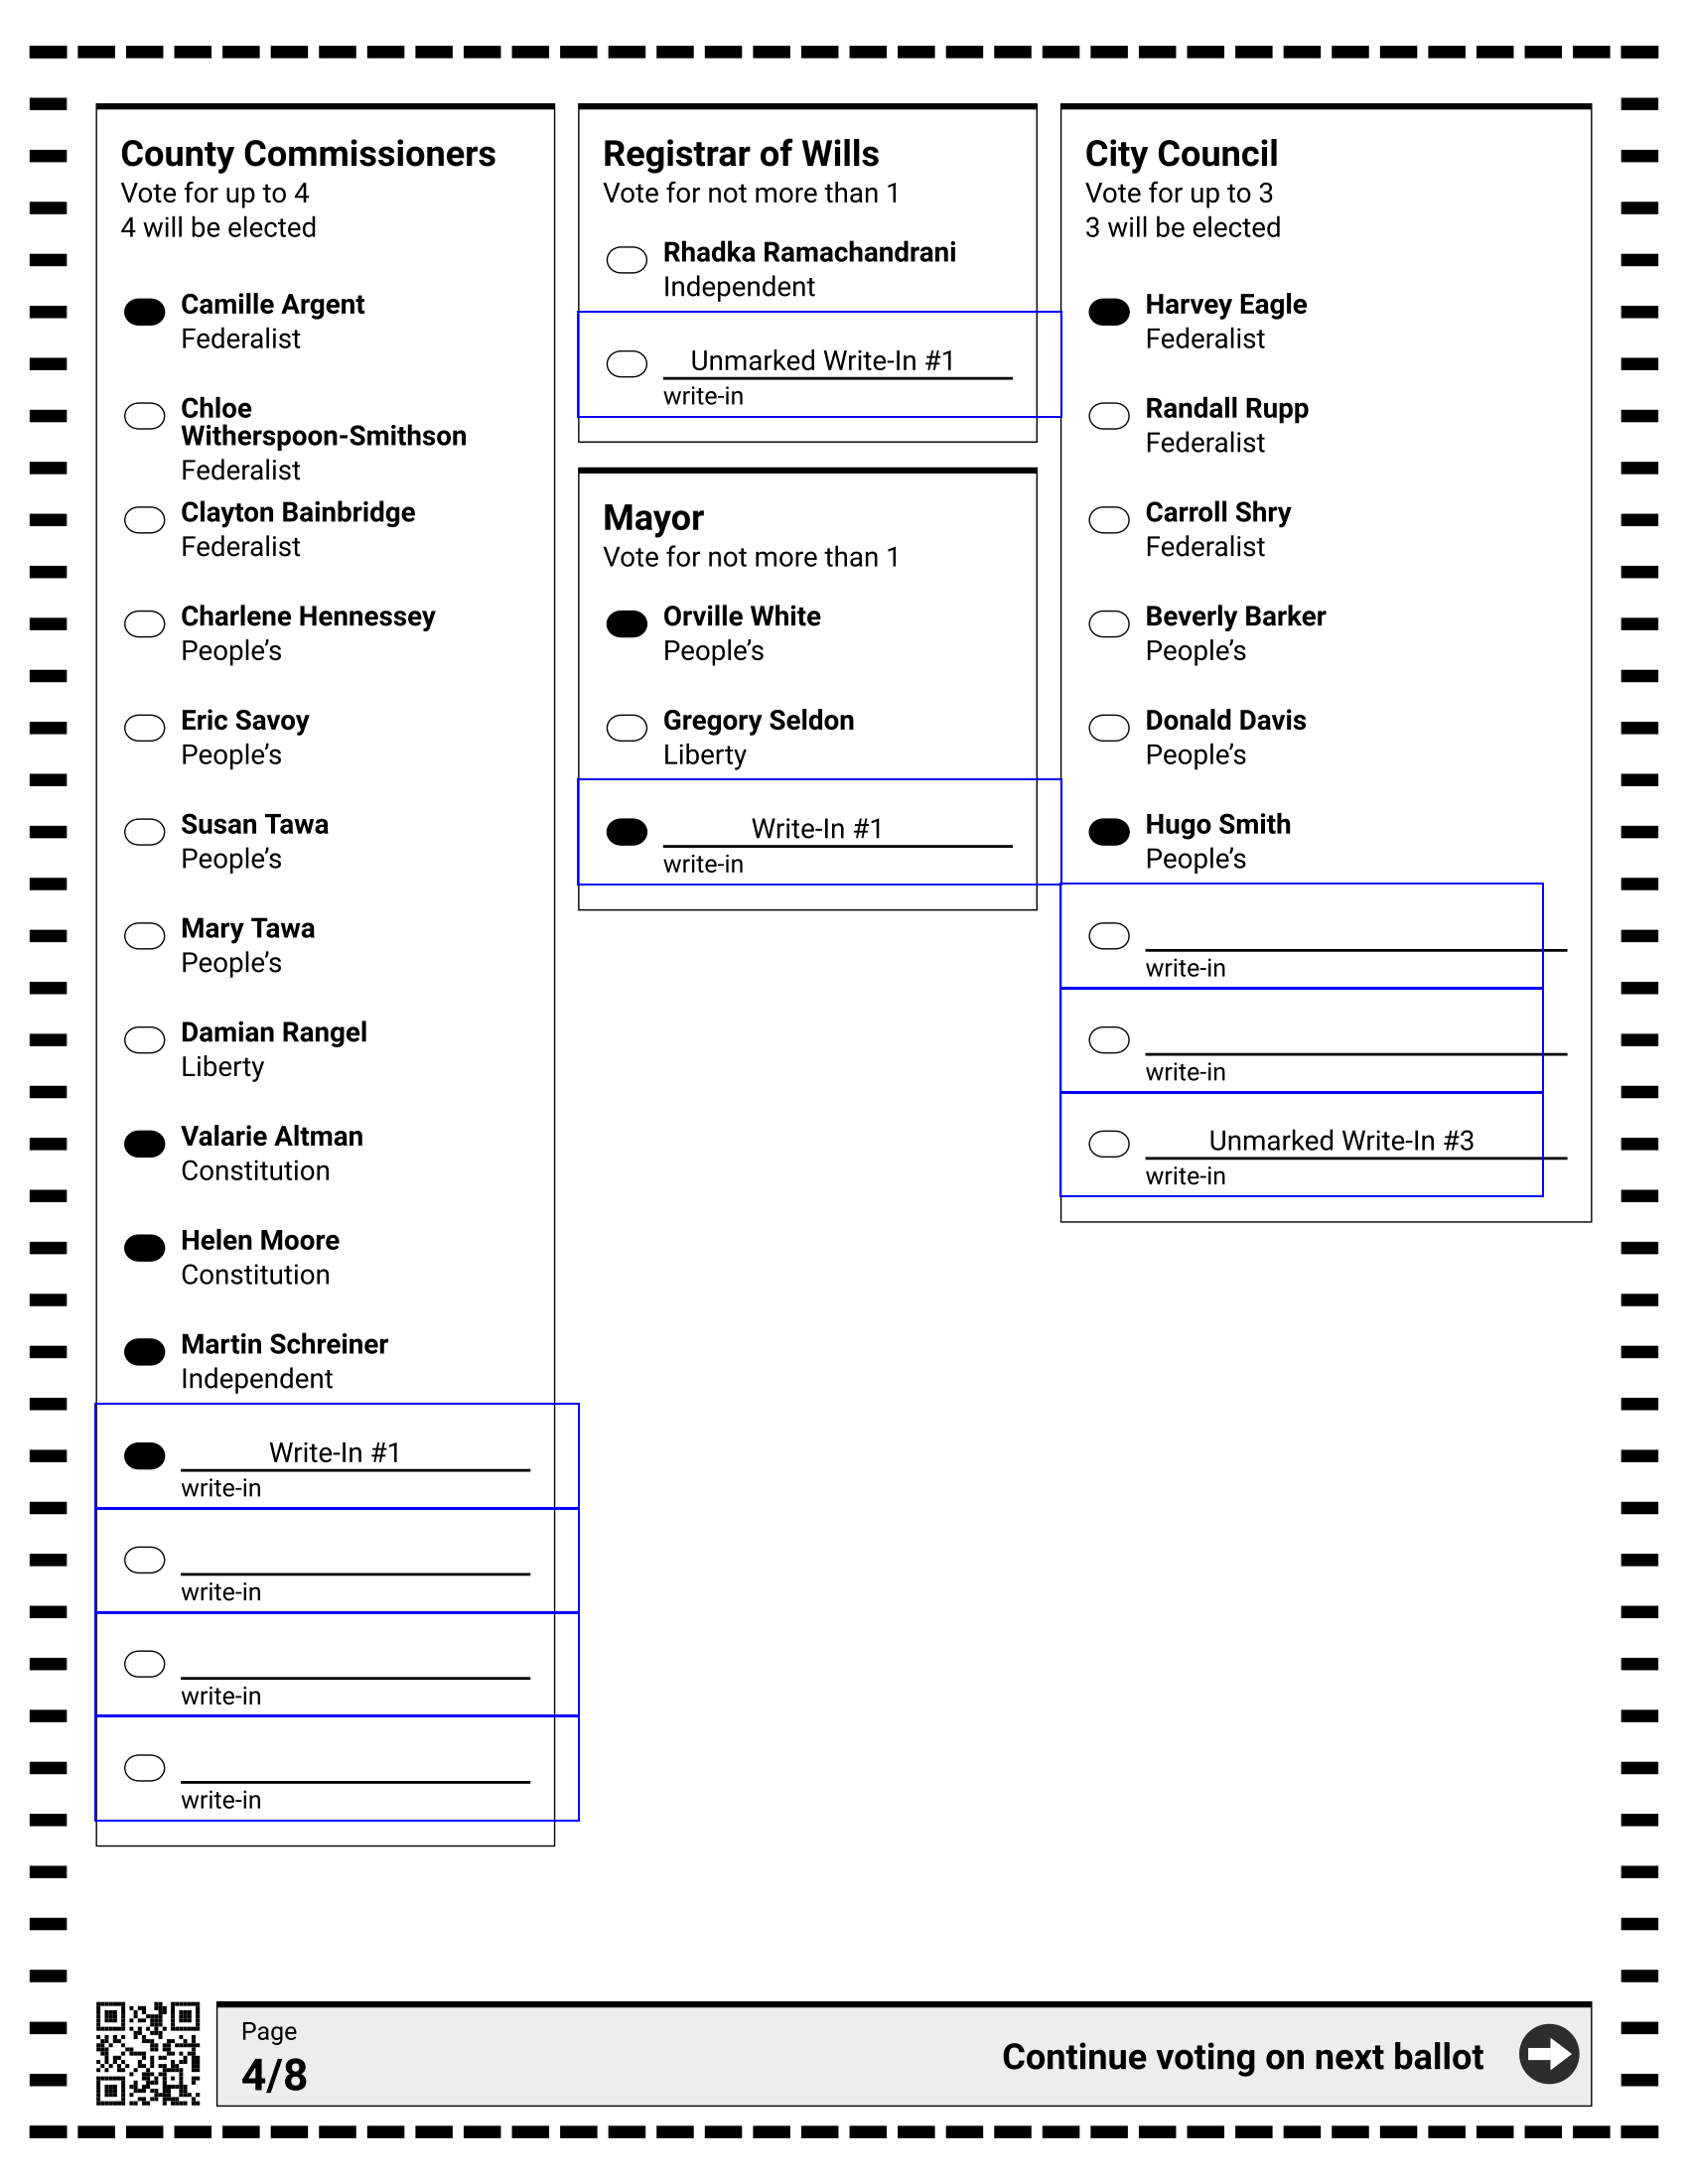 County Commissioners
Vote for up to 4
4 will be elected
Camille Argent
Federalist
Chloe
Witherspoon-Smithson
Federalist
Clayton Bainbridge
Federalist
Charlene Hennessey
People’s
Eric Savoy
People’s
Susan Tawa
People’s
Mary Tawa
People’s
Damian Rangel
Liberty
Valarie Altman
Constitution
Helen Moore
Constitution
Martin Schreiner
Independent
Write-In #1
write-in
write-in
write-in
write-in
Registrar of Wills
Vote for not more than 1
Rhadka Ramachandrani
Independent
Unmarked Write-In #1
write-in
Mayor
Vote for not more than 1
Orville White
People’s
Gregory Seldon
Liberty
Write-In #1
write-in
City Council
Vote for up to 3
3 will be elected
Harvey Eagle
Federalist
Randall Rupp
Federalist
Carroll Shry
Federalist
Beverly Barker
People’s
Donald Davis
People’s
Hugo Smith
People’s
write-in
write-in
Unmarked Write-In #3
write-in
Page
4/8
Continue voting on next ballot